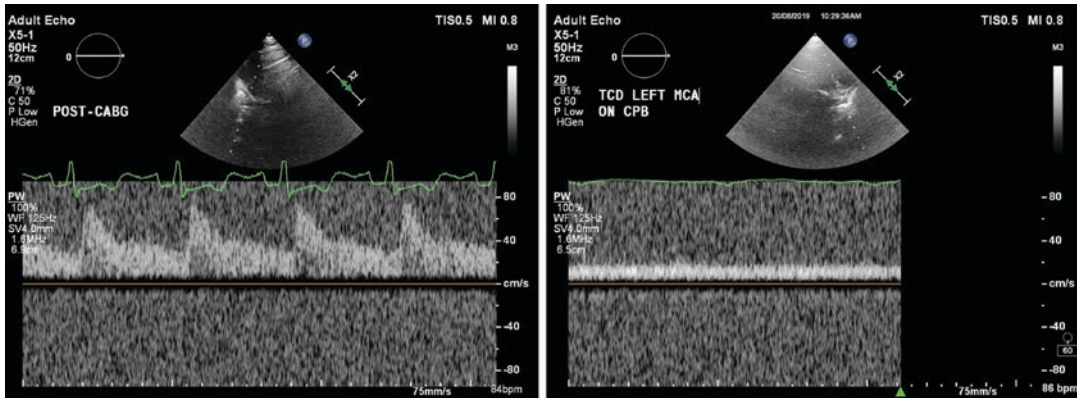 Adult Echo
TIS0.5 MI 0.8
X5-1
50Hz
12cm
0
M3
2D
71%
C 50
P Low
HGen
POST-CABG
PW
100%
WF 125Hz
SV4.0mm
1.6MHz
6.5cm
80
40
cm/s
-40
-80
75mm/s
84bpm
Adult Echo
20/08/2019 10:29:36AM
TIS0.5 MI 0.8
X5-1
50Hz
12cm
0
M3
2D
81%
C 50
P Low
HGen
TCD LEFT MCA
ON CPB
PW
100%
WF 125Hz
SV4.0mm
1.6MHz
6.5cm
80
40
cm/s
-40
-80
60
75mm/s
86 bpm